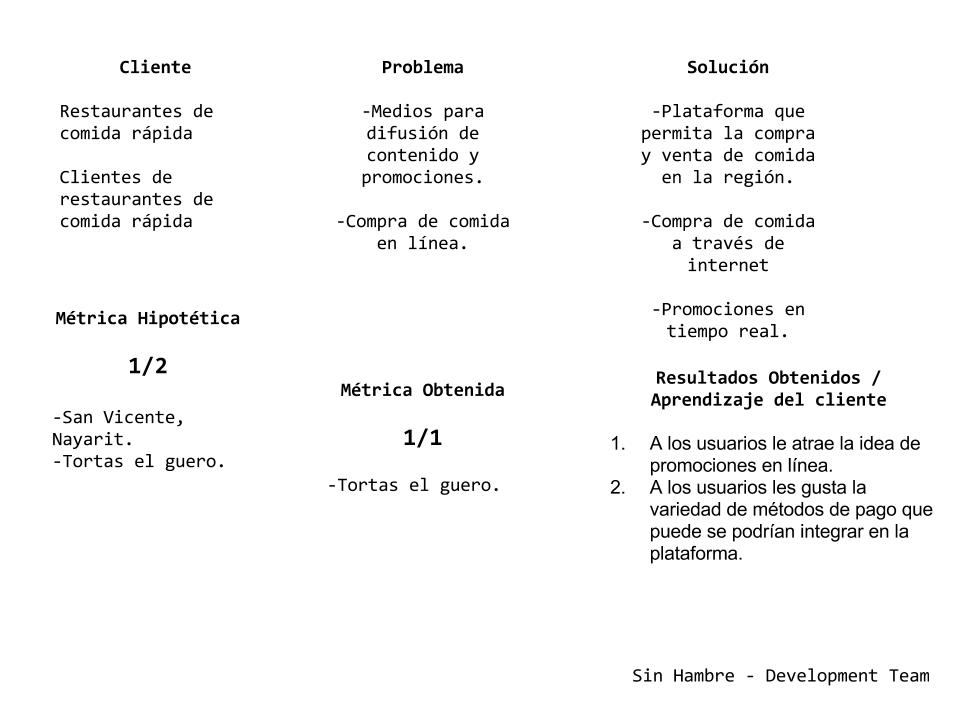 Cliente
Restaurantes de
comida rápida
Clientes de
restaurantes de
comida rápida
Problema
-Medios para
difusión de
contenido y
promociones.
-Compra de comida
en línea.
Solución
-Plataforma que
permita la compra
y venta de comida
en la región.
-Compra de comida
a través de
internet
-Promociones en
tiempo real.
Métrica Hipotética
1/2
-San Vicente,
Nayarit.
-Tortas el guero.
Métrica Obtenida
1/1
-Tortas el guero.
Resultados Obtenidos /
Aprendizaje del cliente
1. A los usuarios le atrae la idea de
promociones en línea.
2. A los usuarios les gusta la
variedad de métodos de pago que
puede se podrían integrar en la
plataforma.
Sin Hambre - Development Team